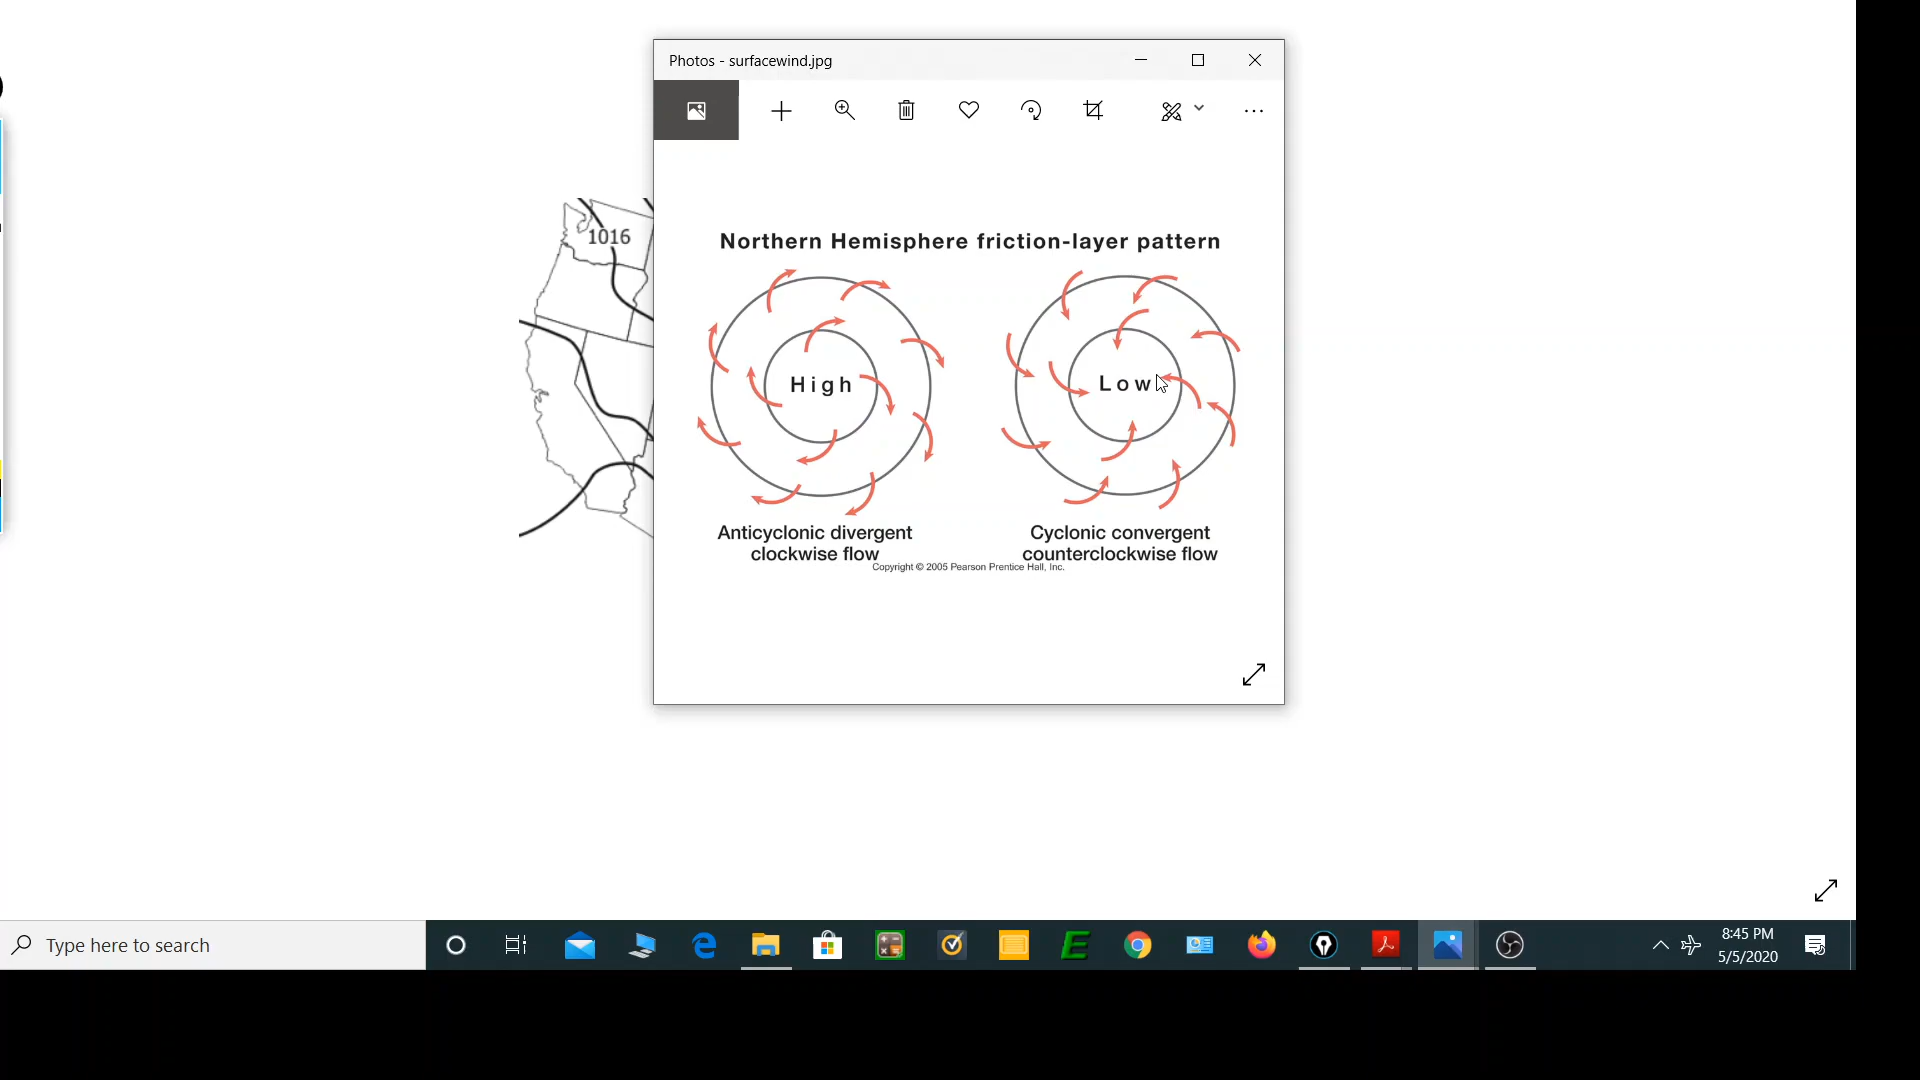 Photos - surfacewind.jpg
1016
Northern Hemisphere friction-layer pattern
High
Low
Anticyclonic divergent
clockwise flow
Cyclonic convergent
counterclockwise flow
Copyright © 2005 Pearson Prentice Hall, Inc.
Type here to search
8:45 PM
5/5/2020